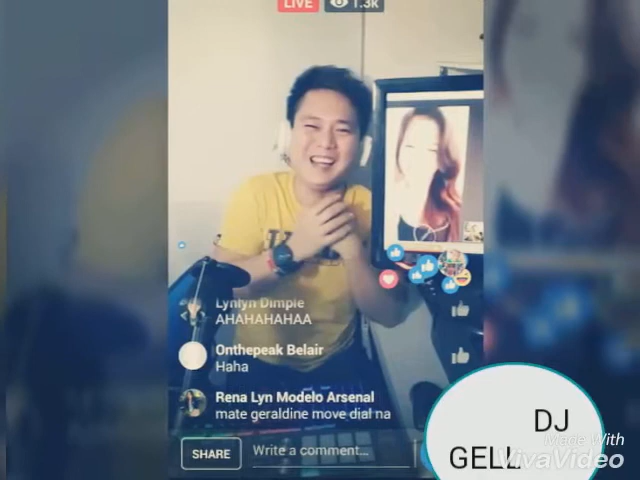 LIVE 1.3K
Lynlyn Dimple
AHAHAHAHAA
Onthepeak Belair
Haha
Rena Lyn Modelo Arsenal
mate geraldine move dial na
SHARE Write a comment...
DJ
GELL
Made With
VivaVideo